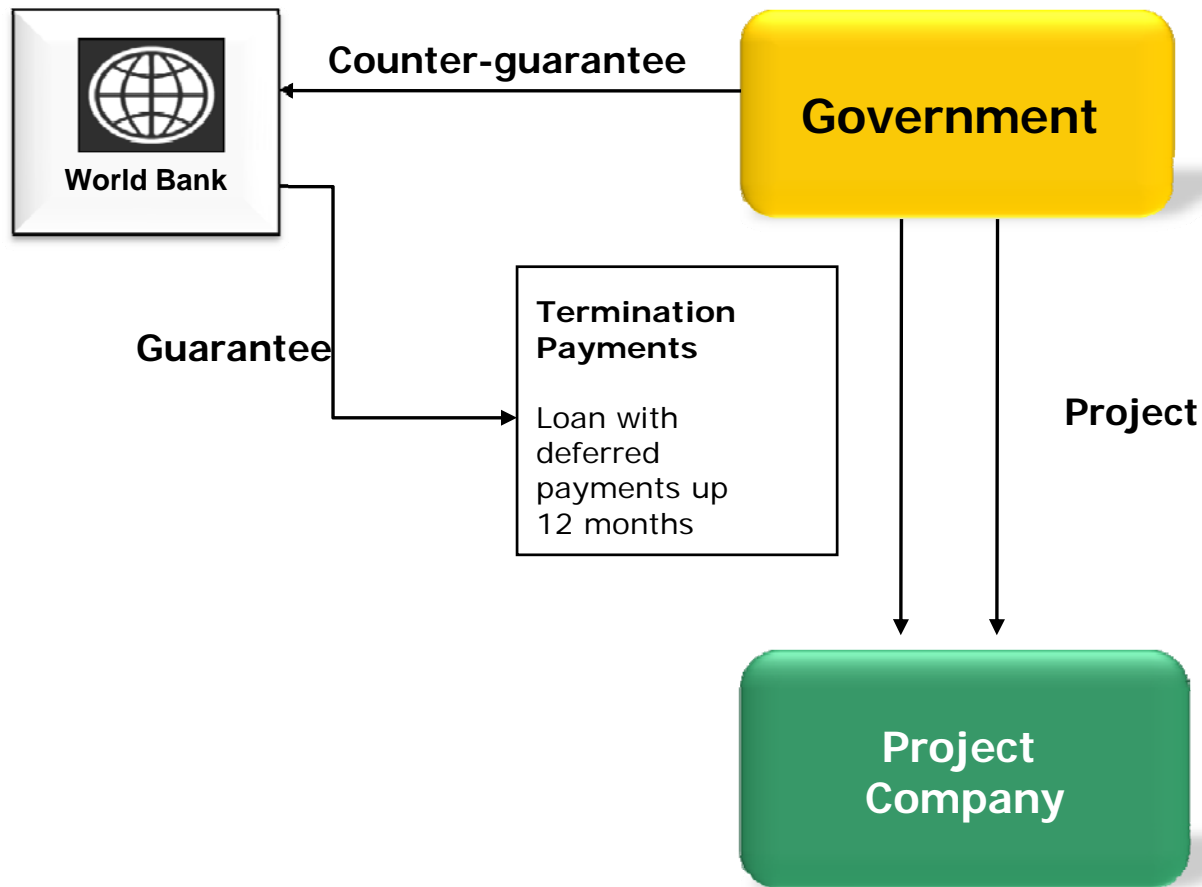 Counter-guarantee
Government
World Bank
Termination
Payments
Loan with
deferred
payments up
12 months
Guarantee
Project
Project
Company